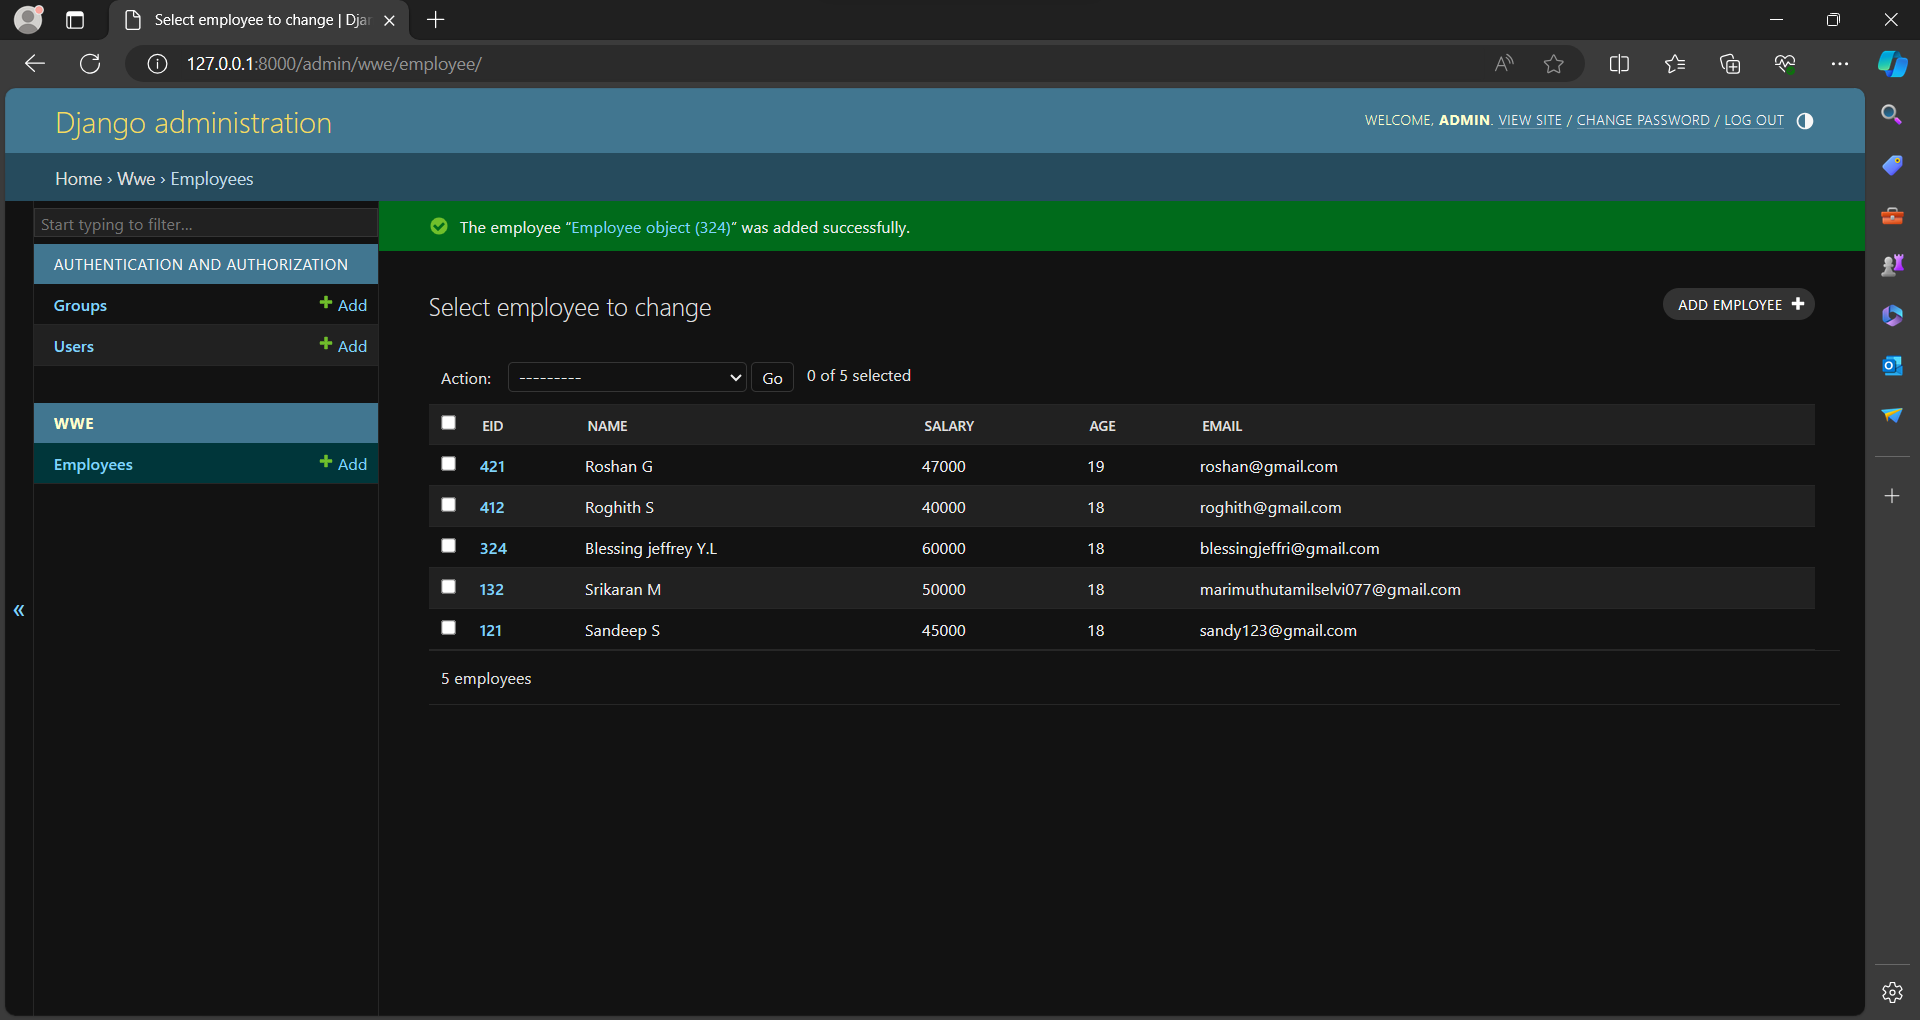 Select employee to change | Dja
127.0.0.1:8000/admin/wwe/employee/
Django administration
WELCOME, ADMIN. VIEW SITE / CHANGE PASSWORD / LOG OUT
Home › Wwe › Employees
Start typing to filter...
AUTHENTICATION AND AUTHORIZATION
Groups Add
Users Add
WWE
Employees Add
The employee “Employee object (324)” was added successfully.
Select employee to change
ADD EMPLOYEE
Action: --------- Go 0 of 5 selected
EID NAME SALARY AGE EMAIL
421 Roshan G 47000 19 roshan@gmail.com
412 Roghith S 40000 18 roghith@gmail.com
324 Blessing jeffrey Y.L 60000 18 blessingjeffri@gmail.com
132 Srikaran M 50000 18 marimuthutamilselvi077@gmail.com
121 Sandeep S 45000 18 sandy123@gmail.com
5 employees